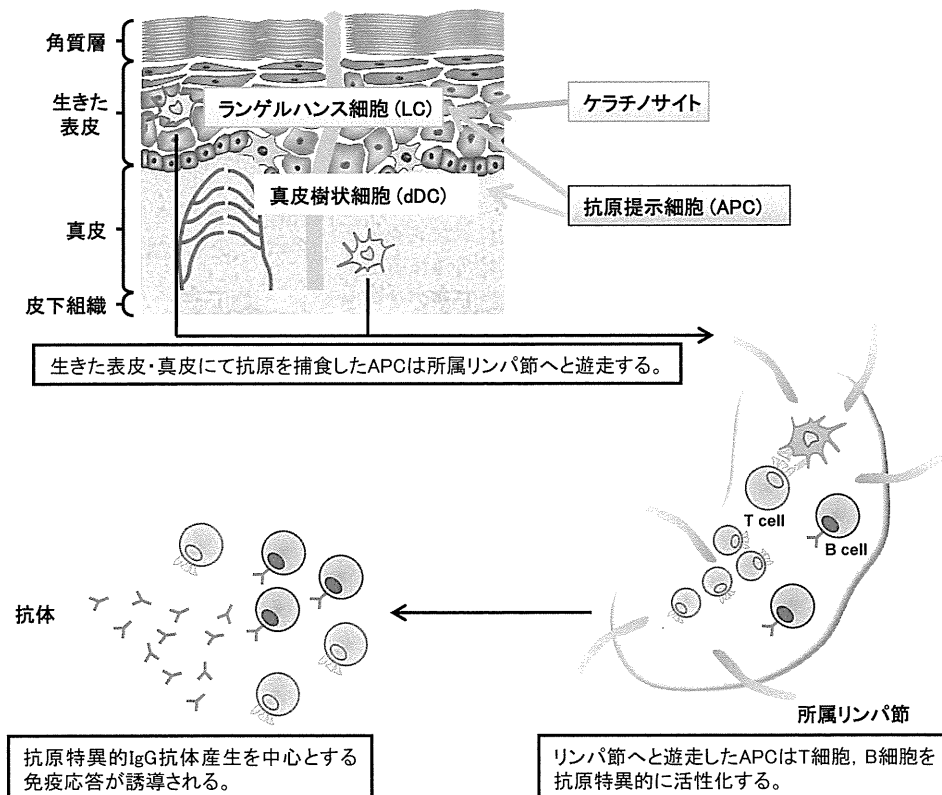 角質層
生きた
表皮
ランゲルハンス細胞(LC)
ケラチノサイト
真皮樹状細胞(dDC)
抗原提示細胞(APC)
真皮
皮下組織
生きた表皮・真皮にて抗原を捕食したAPCは所属リンパ節へと遊走する。
T cell
B cell
抗体
所属リンパ節
抗原特異的IgG抗体産生を中心とする
免疫応答が誘導される。
リンパ節へと遊走したAPCはT細胞，B細胞を
抗原特異的に活性化する。